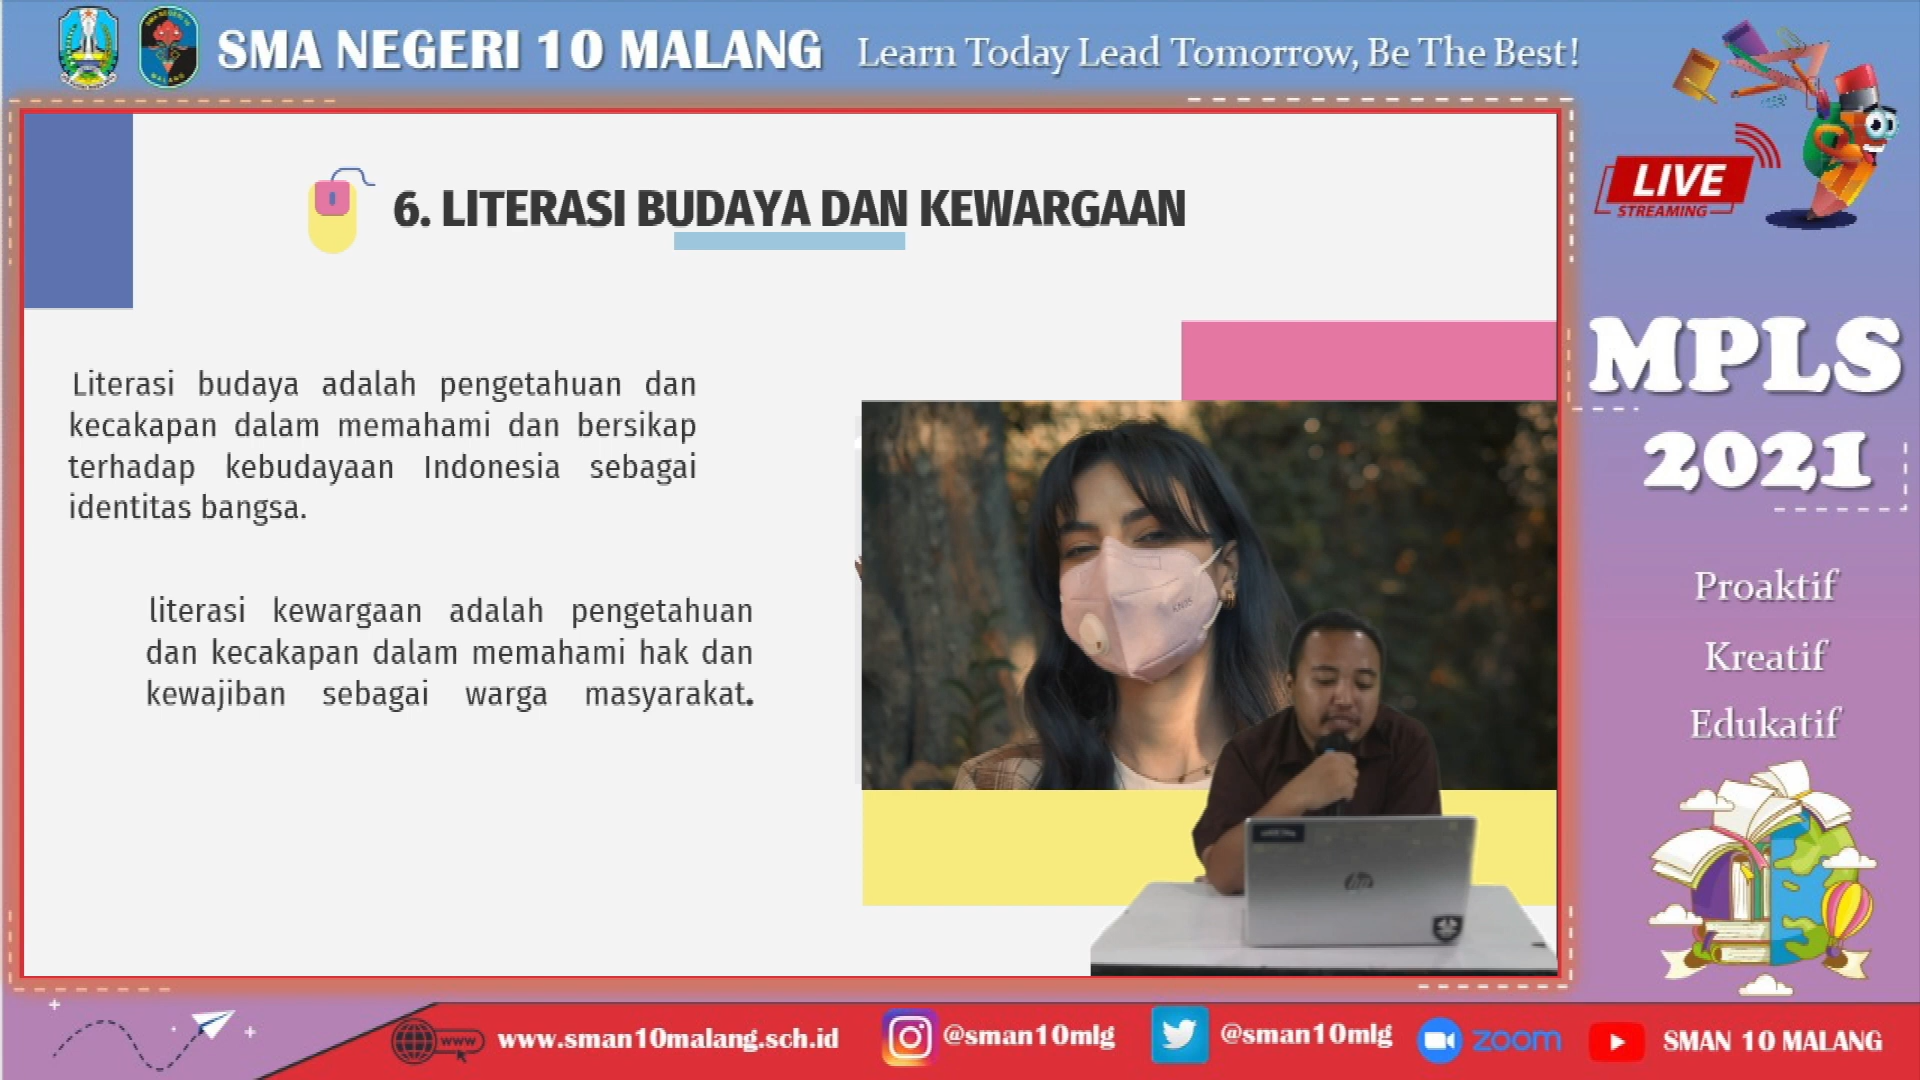 SMA NEGERI 10 MALANG
Learn Today Lead Tomorrow, Be The Best!
LIVE
STREAMING
MPLS
2021
Proaktif
Kreatif
Edukatif
6. LITERASI BUDAYA DAN KEWARGAAN
Literasi budaya adalah pengetahuan dan
kecakapan dalam memahami dan bersikap
terhadap kebudayaan Indonesia sebagai
identitas bangsa.
literasi kewargaan adalah pengetahuan
dan kecakapan dalam memahami hak dan
kewajiban sebagai warga masyarakat.
hp
www
www.sman10malang.sch.id
@sman10mlg
@sman10mlg
zoom
SMAN 10 MALANG